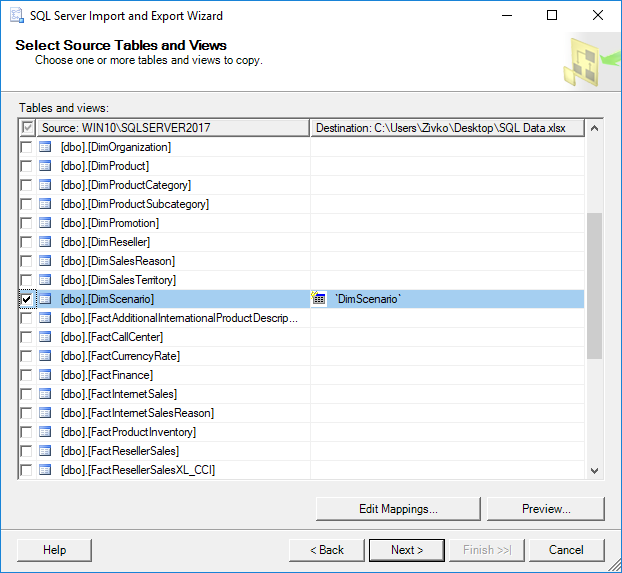 SQL Server Import and Export Wizard
Select Source Tables and Views
Choose one or more tables and views to copy.
Tables and views:
Source: WIN10\SQLSERVER2017 Destination: C:\Users\Zivko\Desktop\SQL Data.xlsx
[dbo].[DimOrganization]
[dbo].[DimProduct]
[dbo].[DimProductCategory]
[dbo].[DimProductSubcategory]
[dbo].[DimPromotion]
[dbo].[DimReseller]
[dbo].[DimSalesReason]
[dbo].[DimSalesTerritory]
[dbo].[DimScenario] `DimScenario`
[dbo].[FactAdditionalInternationalProductDescrip...
[dbo].[FactCallCenter]
[dbo].[FactCurrencyRate]
[dbo].[FactFinance]
[dbo].[FactInternetSales]
[dbo].[FactInternetSalesReason]
[dbo].[FactProductInventory]
[dbo].[FactResellerSales]
[dbo].[FactResellerSalesXL_CCI]
Edit Mappings... Preview...
Help < Back Next > Finish >>| Cancel